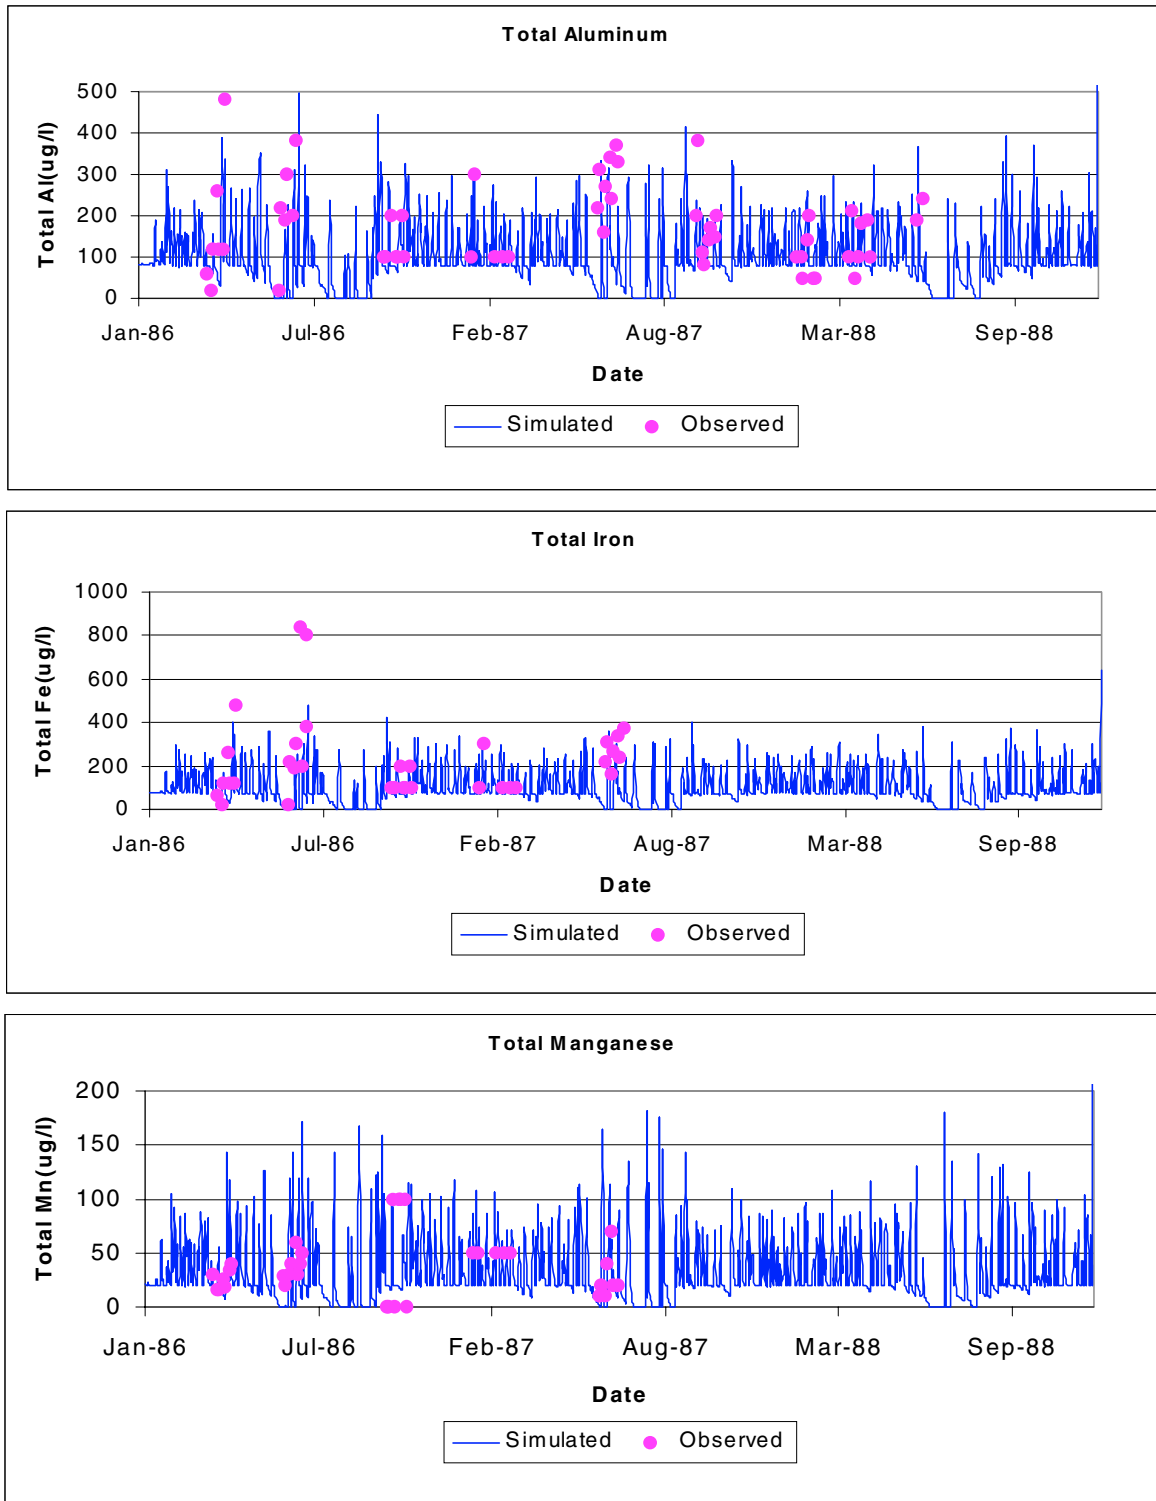 Total Aluminum
Total Al(ug/l)
500
400
300
200
100
0
Jan-86 Jul-86 Feb-87 Aug-87 Mar-88 Sep-88
Date
Simulated Observed
Total Iron
Total Fe(ug/l)
1000
800
600
400
200
0
Jan-86 Jul-86 Feb-87 Aug-87 Mar-88 Sep-88
Date
Simulated Observed
Total Manganese
Total Mn(ug/l)
200
150
100
50
0
Jan-86 Jul-86 Feb-87 Aug-87 Mar-88 Sep-88
Date
Simulated Observed